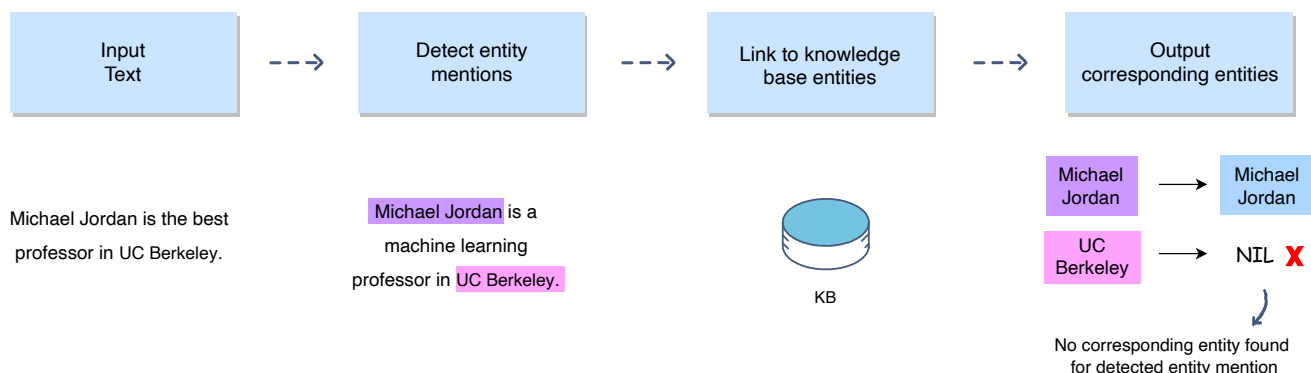 Input
Text
Detect entity
mentions
Link to knowledge
base entities
Output
corresponding entities
Michael Jordan is the best
professor in UC Berkeley.
Michael Jordan is a
machine learning
professor in UC Berkeley.
KB
Michael
Jordan
Michael
Jordan
UC
Berkeley
NIL X
No corresponding entity found
for detected entity mention